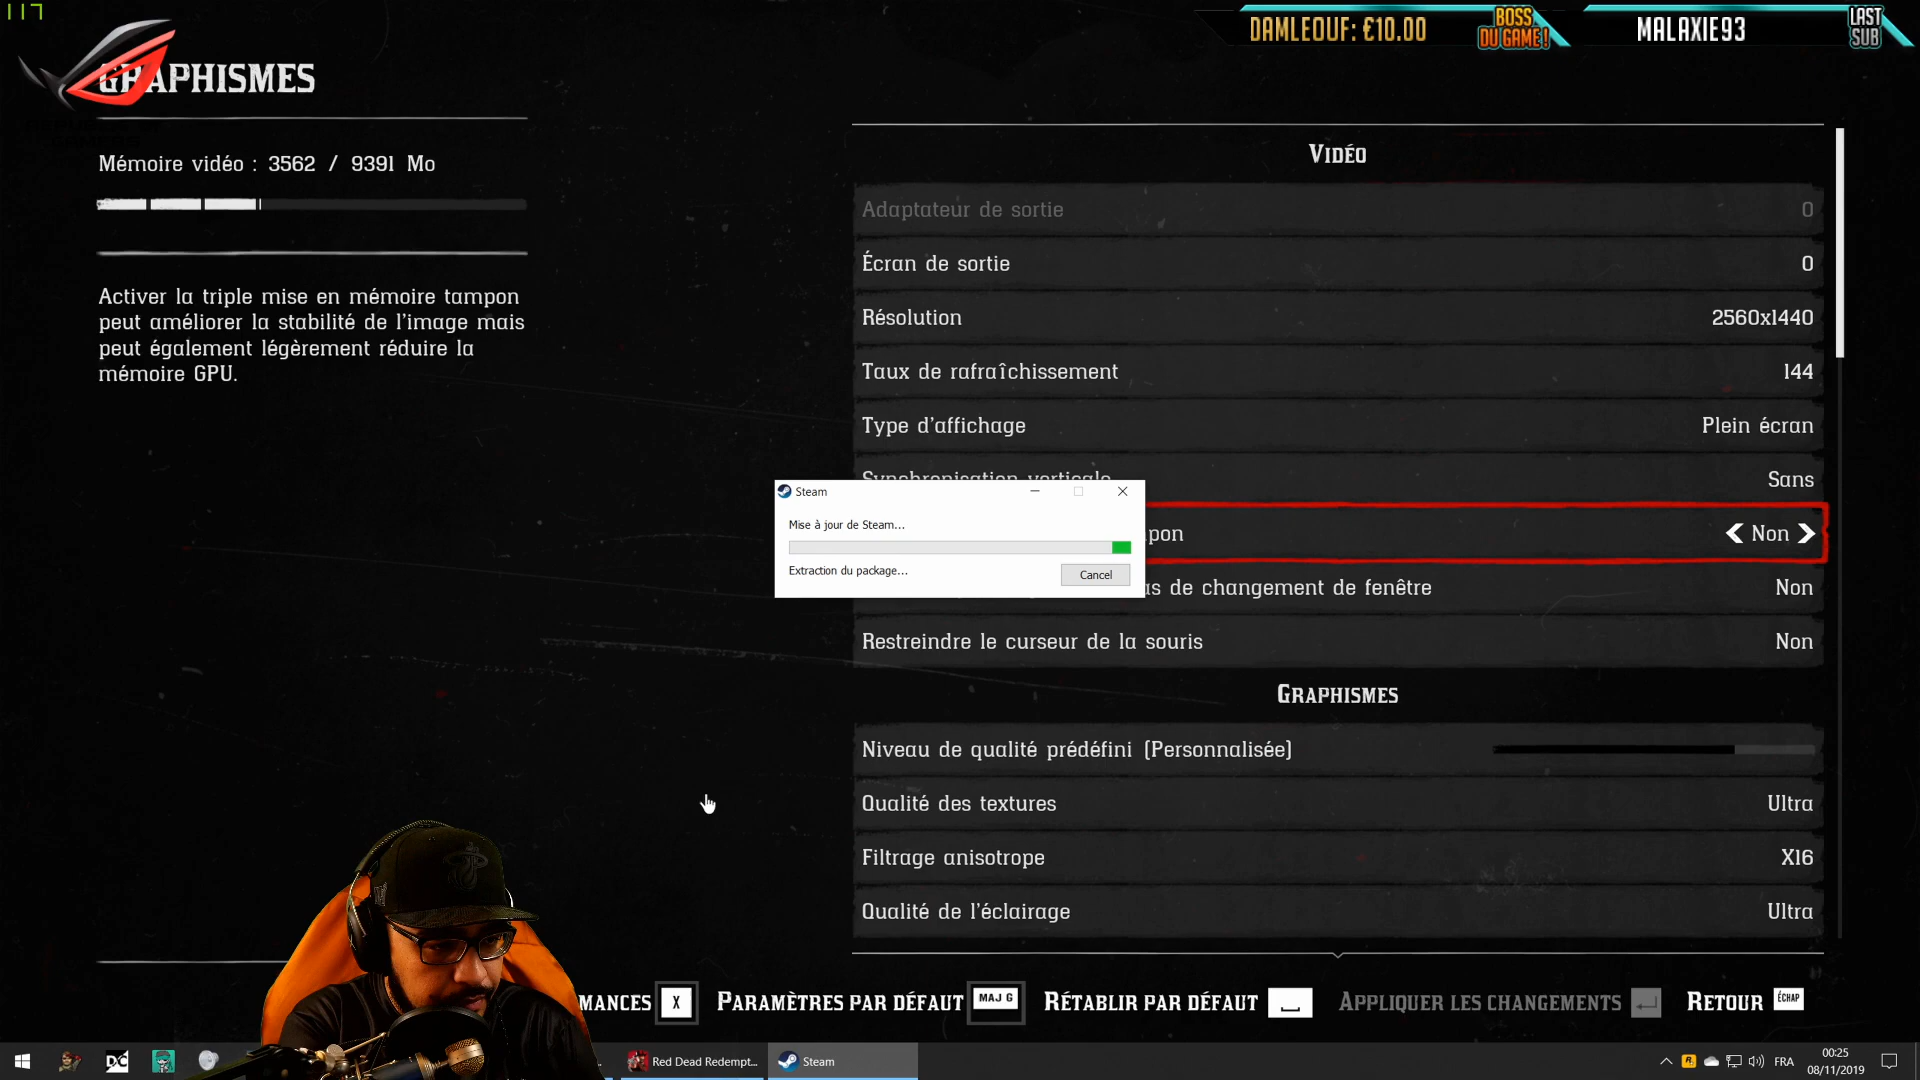 117
DAMLEOUF: €10.00
BOSS
DU GAME !
MALAXIE93
LAST
SUB
GRAPHISMES
Mémoire vidéo : 3562 / 9391 Mo
Activer la triple mise en mémoire tampon
peut améliorer la stabilité de l'image mais
peut également légèrement réduire la
mémoire GPU.
Vidéo
Adaptateur de sortie 0
Écran de sortie 0
Résolution 2560x1440
Taux de rafraîchissement 144
Type d'affichage Plein écran
Synchronisation verticale Sans
pon Non
as de changement de fenêtre Non
Restreindre le curseur de la souris Non
Steam
Mise à jour de Steam...
Extraction du package...
Cancel
Graphismes
Niveau de qualité prédéfini (Personnalisée)
Qualité des textures Ultra
Filtrage anisotrope X16
Qualité de l'éclairage Ultra
MANCES X Paramètres par défaut MAJ G Rétablir par défaut Appliquer les changements Retour ÉCHAP
DC
Red Dead Redempt...
Steam
FRA
00:25
08/11/2019